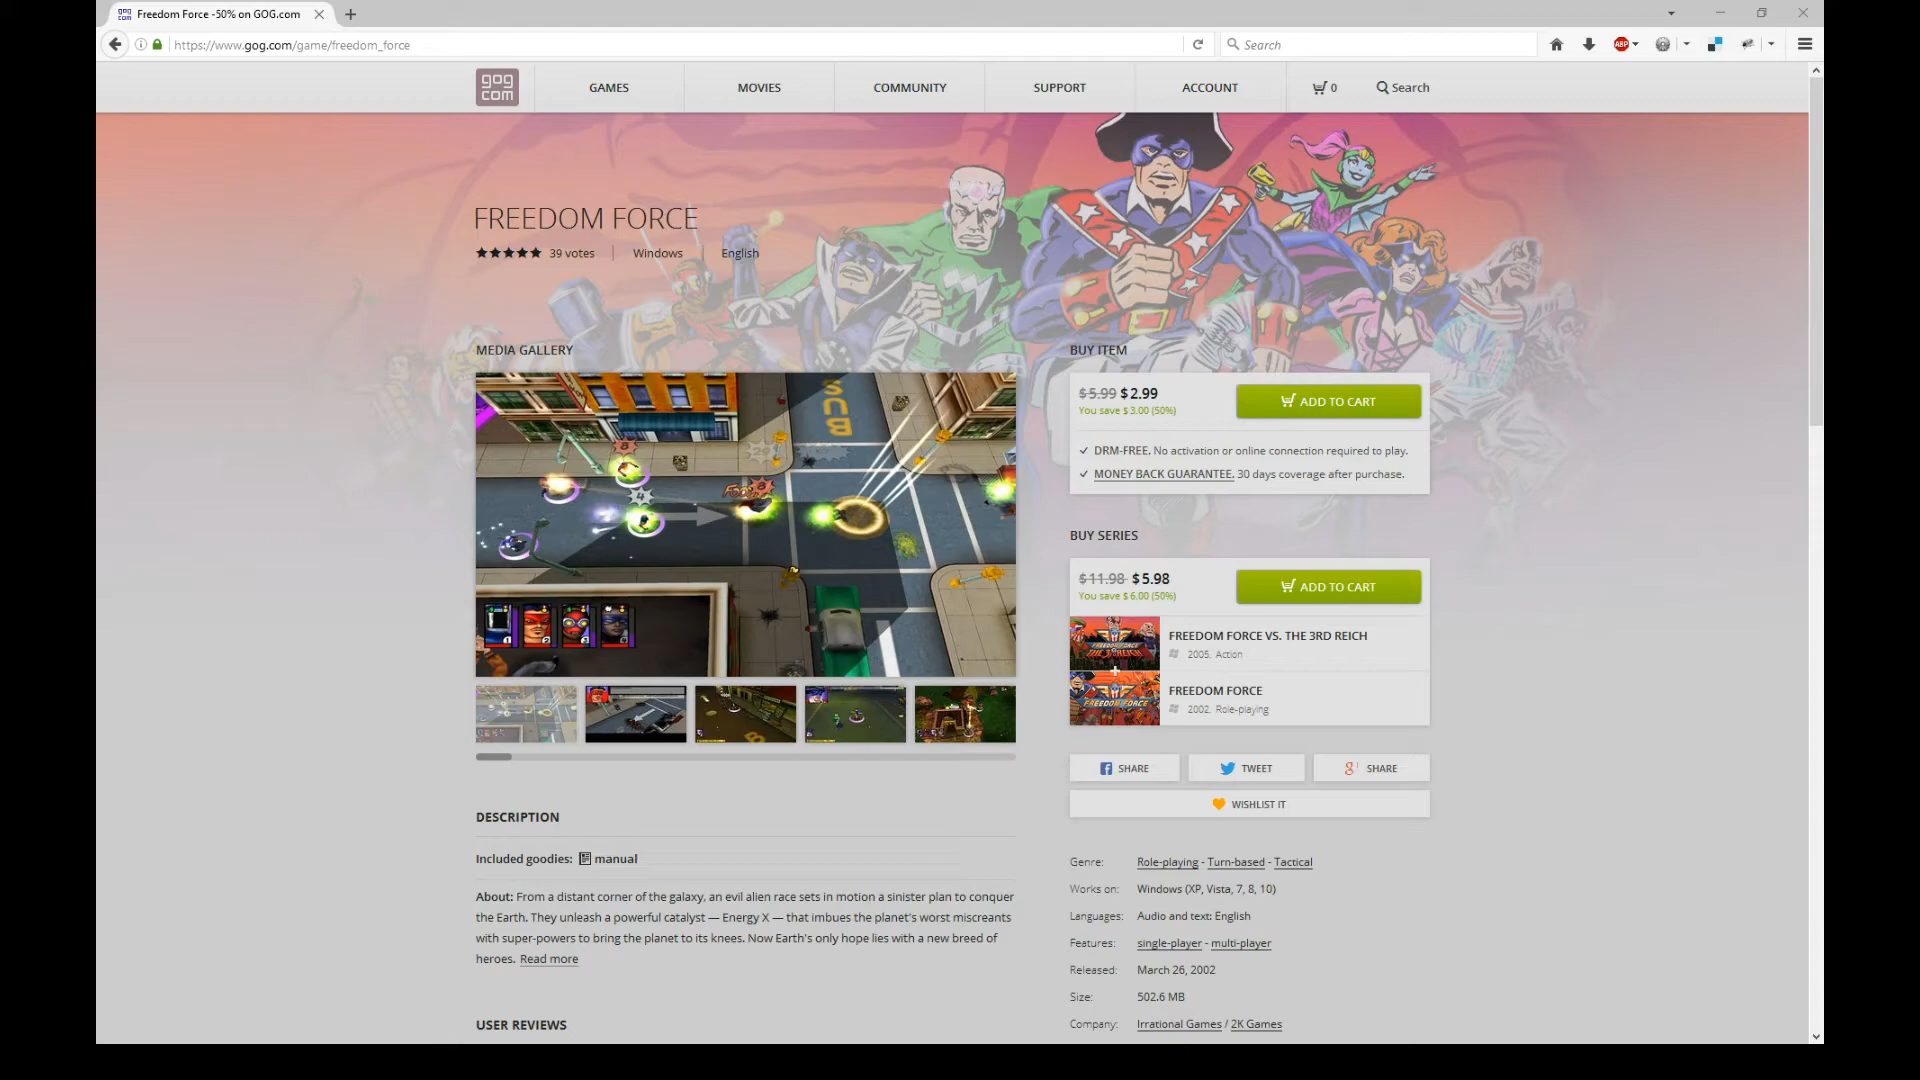 Freedom Force -50% on GOG.com
https://www.gog.com/game/freedom_force
Search
ABP
gog com
GAMES
MOVIES
COMMUNITY
SUPPORT
ACCOUNT
0
Search
FREEDOM FORCE
39 votes
Windows
English
MEDIA GALLERY
BUS
8
20
4
8
1
2
3
4
BUY ITEM
$ 5.99 $ 2.99
You save $ 3.00 (50%)
ADD TO CART
DRM-FREE. No activation or online connection required to play.
MONEY BACK GUARANTEE. 30 days coverage after purchase.
BUY SERIES
$ 11.98 $ 5.98
You save $ 6.00 (50%)
ADD TO CART
FREEDOM FORCE VS. THE 3RD REICH
2005. Action
FREEDOM FORCE
2002. Role-playing
SHARE
TWEET
SHARE
WISHLIST IT
DESCRIPTION
Included goodies: manual
About: From a distant corner of the galaxy, an evil alien race sets in motion a sinister plan to conquer
the Earth. They unleash a powerful catalyst — Energy X — that imbues the planet's worst miscreants
with super-powers to bring the planet to its knees. Now Earth's only hope lies with a new breed of
heroes. Read more
USER REVIEWS
Genre: Role-playing - Turn-based - Tactical
Works on: Windows (XP, Vista, 7, 8, 10)
Languages: Audio and text: English
Features: single-player - multi-player
Released: March 26, 2002
Size: 502.6 MB
Company: Irrational Games / 2K Games